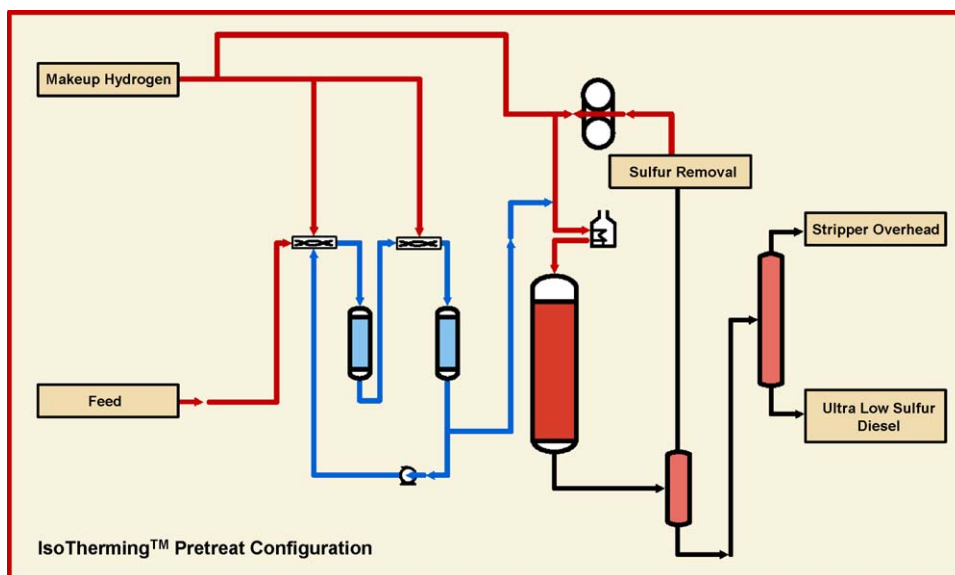 Makeup Hydrogen
Sulfur Removal
Stripper Overhead
Feed
Ultra Low Sulfur
Diesel
IsoTherming™ Pretreat Configuration